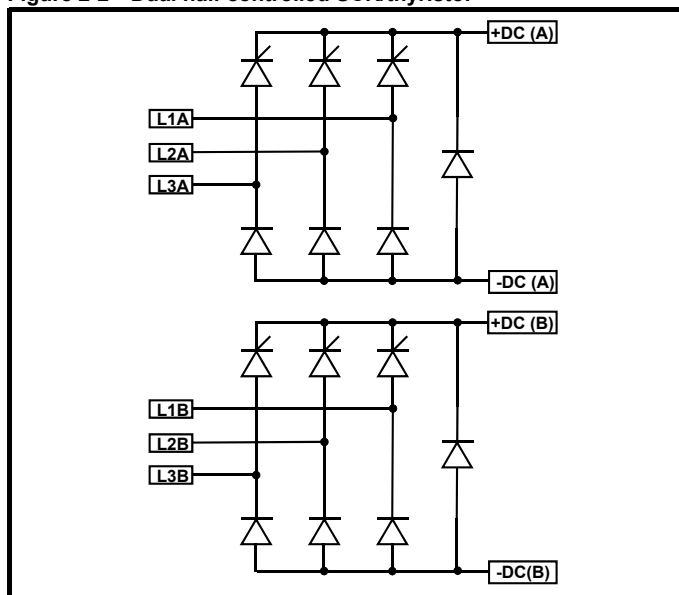 Figure 2-2 Dual half controlled SCR/thyristor
+DC (A)
L1A
L2A
L3A
-DC (A)
+DC (B)
L1B
L2B
L3B
-DC(B)